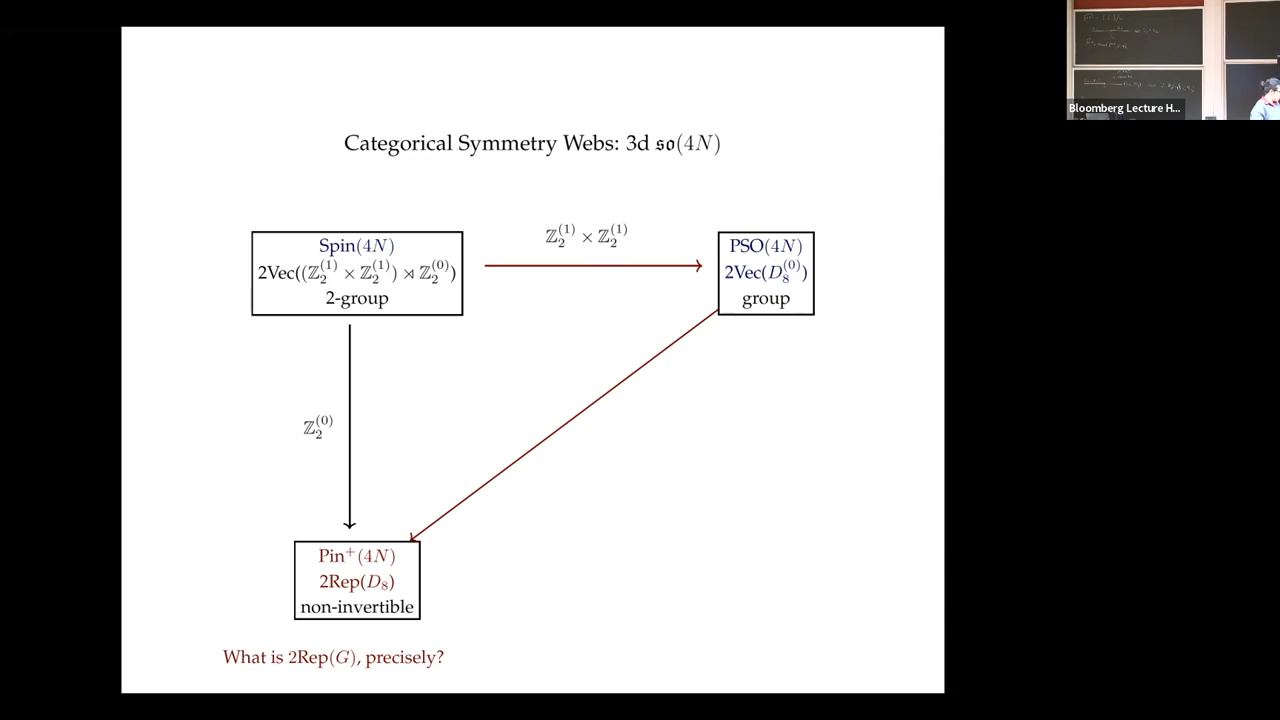 Categorical Symmetry Webs: 3d 𝔰𝔬(4N)
Spin(4N)
2Vec((ℤ₂⁽¹⁾ × ℤ₂⁽¹⁾) ⋊ ℤ₂⁽⁰⁾)
2-group
ℤ₂⁽¹⁾ × ℤ₂⁽¹⁾
PSO(4N)
2Vec(D₈⁽⁰⁾)
group
ℤ₂⁽⁰⁾
Pin⁺(4N)
2Rep(D₈)
non-invertible
What is 2Rep(G), precisely?
Bloomberg Lecture H...